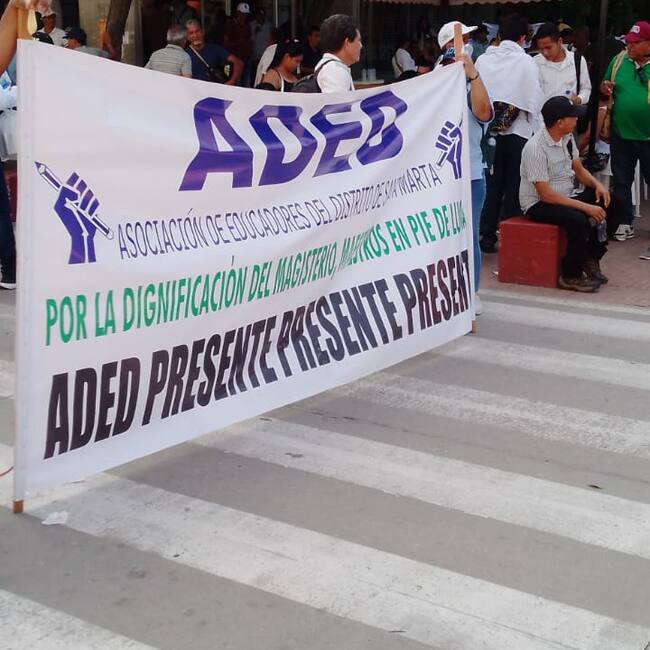 ADED
ASOCIACIÓN DE EDUCADORES DEL DISTRITO DE SANTA MARTA
POR LA DIGNIFICACIÓN DEL MAGISTERIO, MAESTROS EN PIE DE LUCHA
ADED PRESENTE PRESENTE PRESENT